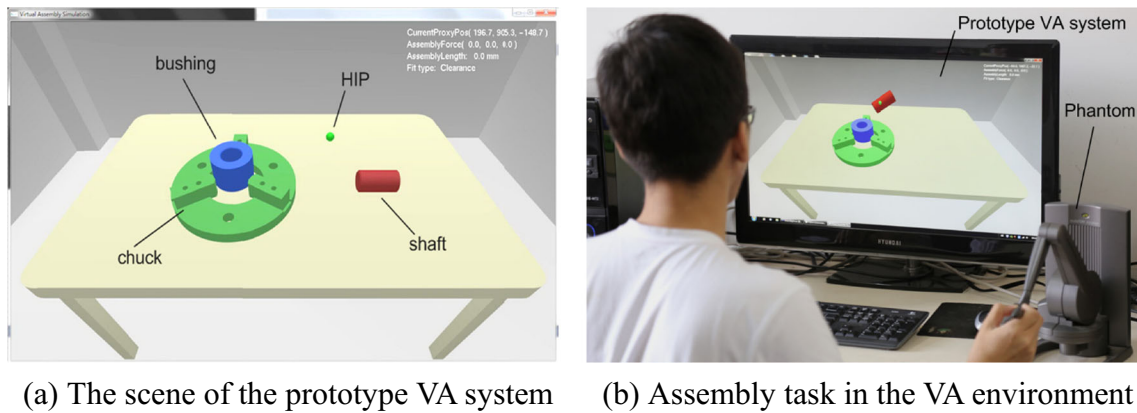 Virtual Assembly Simulation
CurrentProxyPos( 196.7, 905.3, -148.7 )
AssemblyForce( 0.0, 0.0, 4.0 )
AssemblyLength: 0.0 mm
Fit type: Clearance
bushing
HIP
chuck
shaft
Prototype VA system
Phantom
HYUNDAI
(a) The scene of the prototype VA system
(b) Assembly task in the VA environment